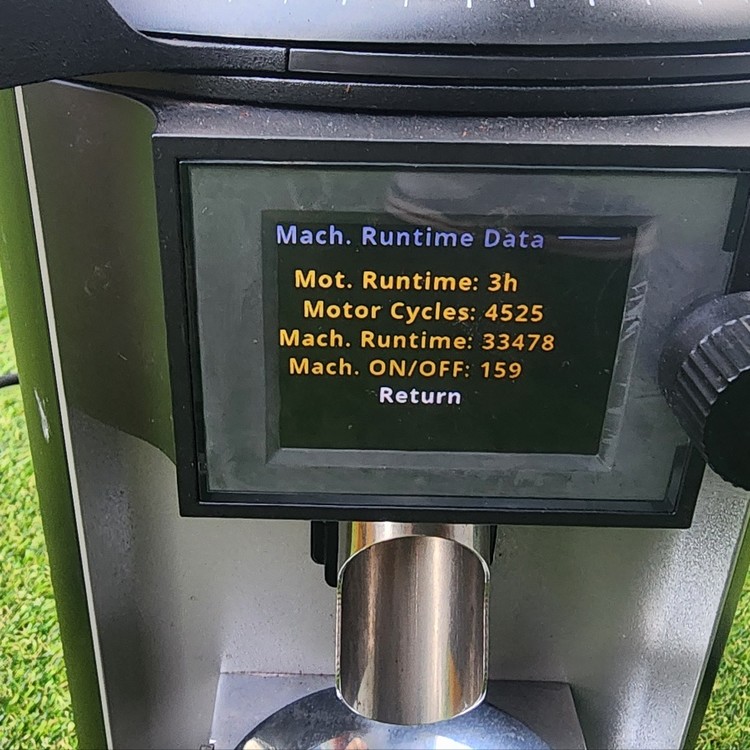 Mach. Runtime Data
Mot. Runtime: 3h
Motor Cycles: 4525
Mach. Runtime: 33478
Mach. ON/OFF: 159
Return